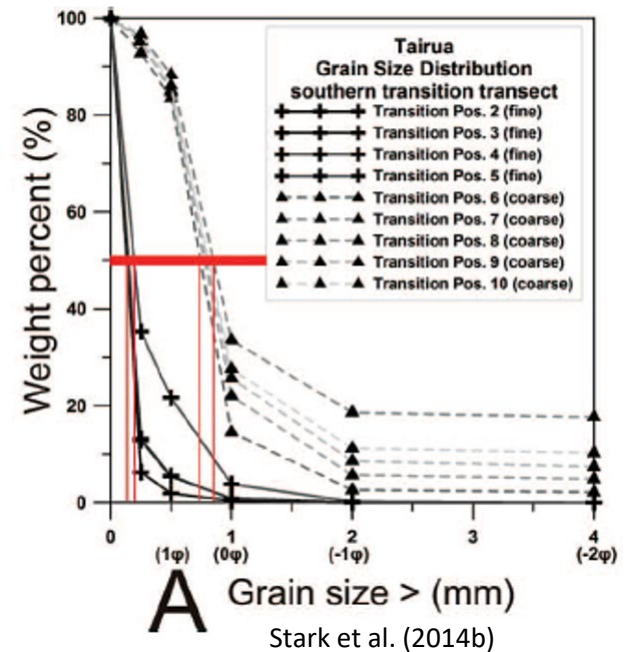 Weight percent (%)
100
80
60
40
20
0
Tairua
Grain Size Distribution
southern transition transect
Transition Pos. 2 (fine)
Transition Pos. 3 (fine)
Transition Pos. 4 (fine)
Transition Pos. 5 (fine)
Transition Pos. 6 (coarse)
Transition Pos. 7 (coarse)
Transition Pos. 8 (coarse)
Transition Pos. 9 (coarse)
Transition Pos. 10 (coarse)
0 1 2 3 4
(1φ) (0φ) (-1φ) (-2φ)
A Grain size > (mm)
Stark et al. (2014b)